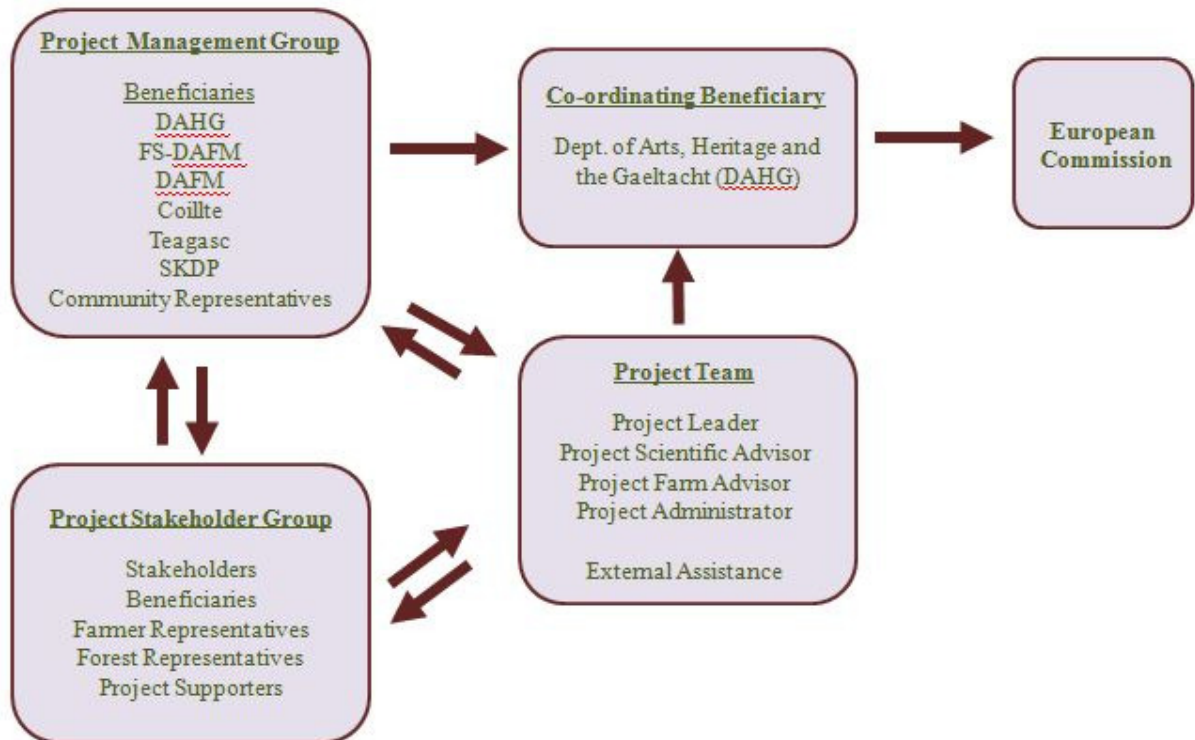 Project Management Group
Beneficiaries
DAHG
FS-DAFM
DAFM
Coillte
Teagasc
SKDP
Community Representatives
Co-ordinating Beneficiary
Dept. of Arts, Heritage and
the Gaeltacht (DAHG)
European
Commission
Project Team
Project Leader
Project Scientific Advisor
Project Farm Advisor
Project Administrator
External Assistance
Project Stakeholder Group
Stakeholders
Beneficiaries
Farmer Representatives
Forest Representatives
Project Supporters